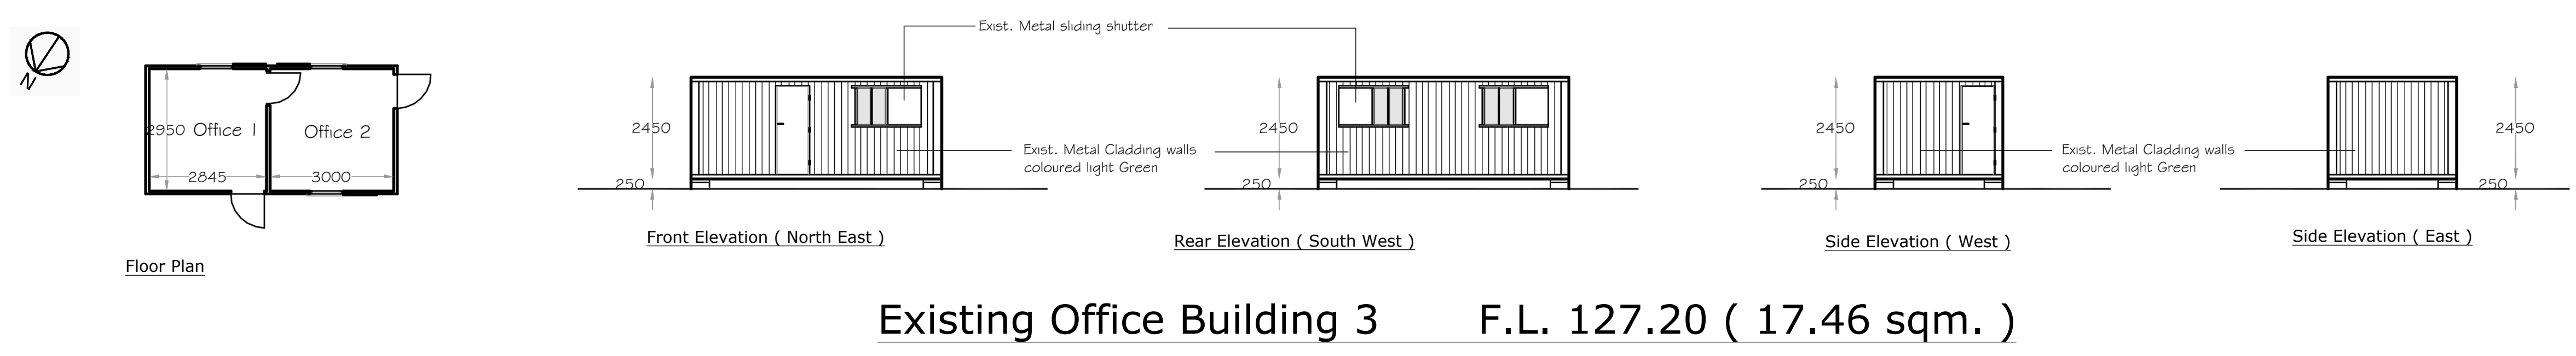 N
2950 Office 1
Office 2
2845
3000
Floor Plan
Exist. Metal sliding shutter
2450
Exist. Metal Cladding walls
coloured light Green
250
Front Elevation ( North East )
2450
250
Rear Elevation ( South West )
2450
250
Exist. Metal Cladding walls
coloured light Green
Side Elevation ( West )
2450
250
Side Elevation ( East )
Existing Office Building 3 F.L. 127.20 ( 17.46 sqm. )